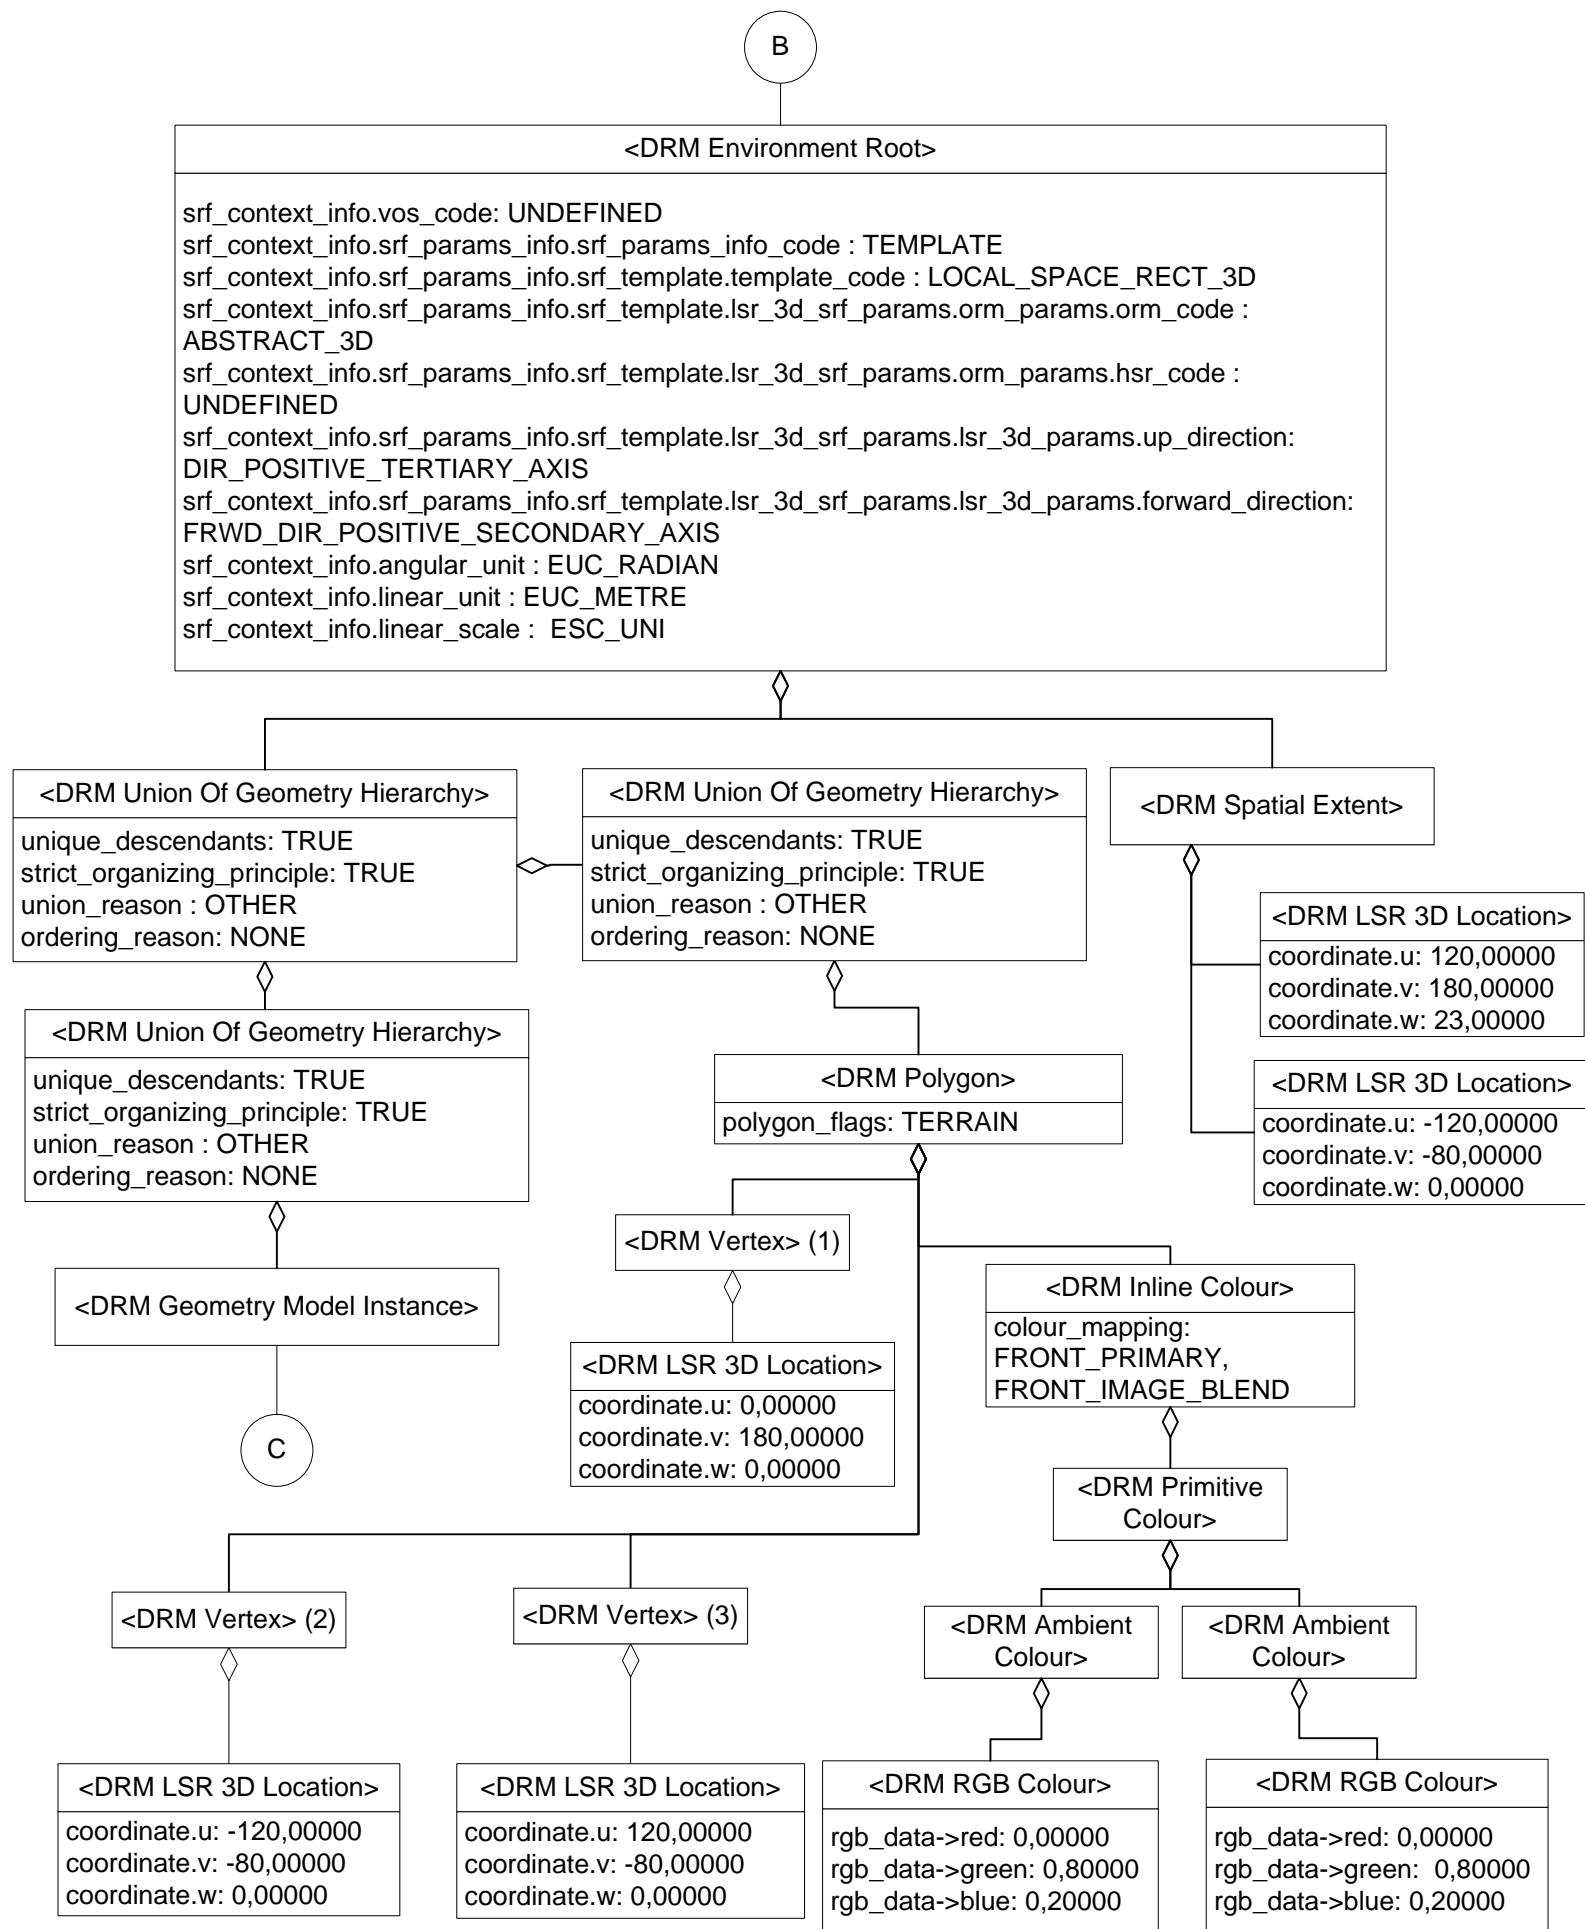 B
<DRM Environment Root>
srf_context_info.vos_code: UNDEFINED
srf_context_info.srf_params_info.srf_params_info_code : TEMPLATE
srf_context_info.srf_params_info.srf_template.template_code : LOCAL_SPACE_RECT_3D
srf_context_info.srf_params_info.srf_template.lsr_3d_srf_params.orm_params.orm_code :
ABSTRACT_3D
srf_context_info.srf_params_info.srf_template.lsr_3d_srf_params.orm_params.hsr_code :
UNDEFINED
srf_context_info.srf_params_info.srf_template.lsr_3d_srf_params.lsr_3d_params.up_direction:
DIR_POSITIVE_TERTIARY_AXIS
srf_context_info.srf_params_info.srf_template.lsr_3d_srf_params.lsr_3d_params.forward_direction:
FRWD_DIR_POSITIVE_SECONDARY_AXIS
srf_context_info.angular_unit : EUC_RADIAN
srf_context_info.linear_unit : EUC_METRE
srf_context_info.linear_scale :  ESC_UNI
<DRM Union Of Geometry Hierarchy>
unique_descendants: TRUE
strict_organizing_principle: TRUE
union_reason : OTHER
ordering_reason: NONE
<DRM Union Of Geometry Hierarchy>
unique_descendants: TRUE
strict_organizing_principle: TRUE
union_reason : OTHER
ordering_reason: NONE
<DRM Spatial Extent>
<DRM LSR 3D Location>
coordinate.u: 120,00000
coordinate.v: 180,00000
coordinate.w: 23,00000
<DRM LSR 3D Location>
coordinate.u: -120,00000
coordinate.v: -80,00000
coordinate.w: 0,00000
<DRM Union Of Geometry Hierarchy>
unique_descendants: TRUE
strict_organizing_principle: TRUE
union_reason : OTHER
ordering_reason: NONE
<DRM Geometry Model Instance>
C
<DRM Polygon>
polygon_flags: TERRAIN
<DRM Vertex> (1)
<DRM LSR 3D Location>
coordinate.u: 0,00000
coordinate.v: 180,00000
coordinate.w: 0,00000
<DRM Inline Colour>
colour_mapping:
FRONT_PRIMARY,
FRONT_IMAGE_BLEND
<DRM Primitive
Colour>
<DRM Vertex> (2)
<DRM Vertex> (3)
<DRM Ambient
Colour>
<DRM Ambient
Colour>
<DRM LSR 3D Location>
coordinate.u: -120,00000
coordinate.v: -80,00000
coordinate.w: 0,00000
<DRM LSR 3D Location>
coordinate.u: 120,00000
coordinate.v: -80,00000
coordinate.w: 0,00000
<DRM RGB Colour>
rgb_data->red: 0,00000
rgb_data->green: 0,80000
rgb_data->blue: 0,20000
<DRM RGB Colour>
rgb_data->red: 0,00000
rgb_data->green:  0,80000
rgb_data->blue: 0,20000